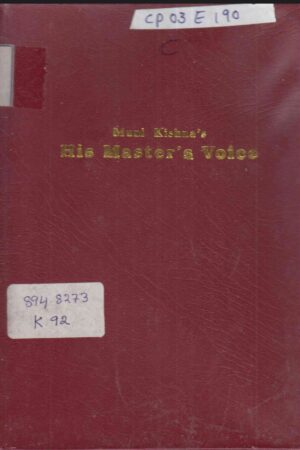 CP 03 E 190
C
Muni Kishna's
His Master's Voice
894.8273
K 92